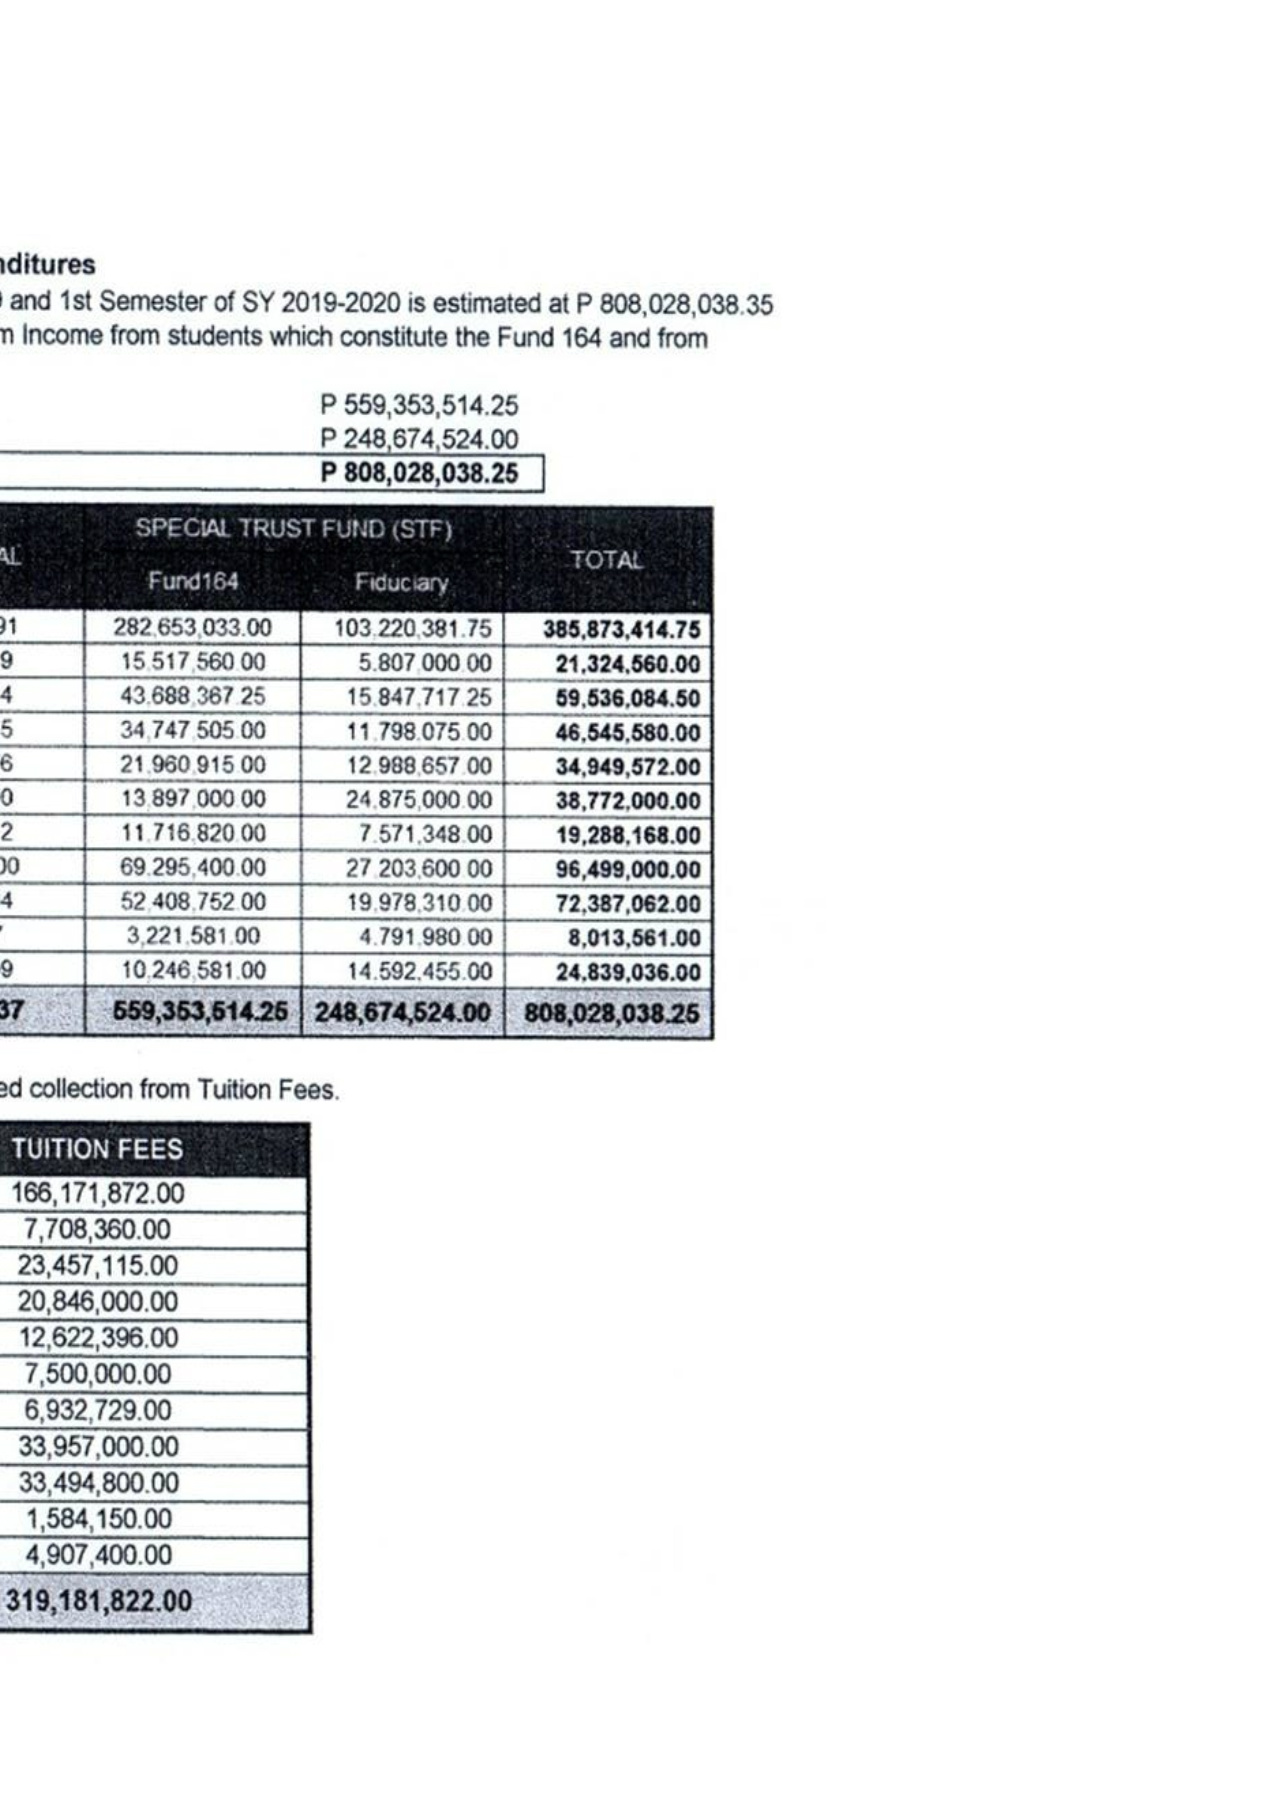 nditures
and 1st Semester of SY 2019-2020 is estimated at P 808,028,038.35
m Income from students which constitute the Fund 164 and from
P 559,353,514.25
P 248,674,524.00
P 808,028,038.25
AL SPECIAL TRUST FUND (STF) TOTAL
Fund164 Fiduciary
91 282,653,033.00 103,220,381.75 385,873,414.75
9 15,517,560.00 5,807,000.00 21,324,560.00
4 43,688,367.25 15,847,717.25 59,536,084.50
5 34,747,505.00 11,798,075.00 46,545,580.00
6 21,960,915.00 12,988,657.00 34,949,572.00
0 13,897,000.00 24,875,000.00 38,772,000.00
2 11,716,820.00 7,571,348.00 19,288,168.00
00 69,295,400.00 27,203,600.00 96,499,000.00
4 52,408,752.00 19,978,310.00 72,387,062.00
3,221,581.00 4,791,980.00 8,013,561.00
9 10,246,581.00 14,592,455.00 24,839,036.00
37 559,353,514.25 248,674,524.00 808,028,038.25
ed collection from Tuition Fees.
TUITION FEES
166,171,872.00
7,708,360.00
23,457,115.00
20,846,000.00
12,622,396.00
7,500,000.00
6,932,729.00
33,957,000.00
33,494,800.00
1,584,150.00
4,907,400.00
319,181,822.00